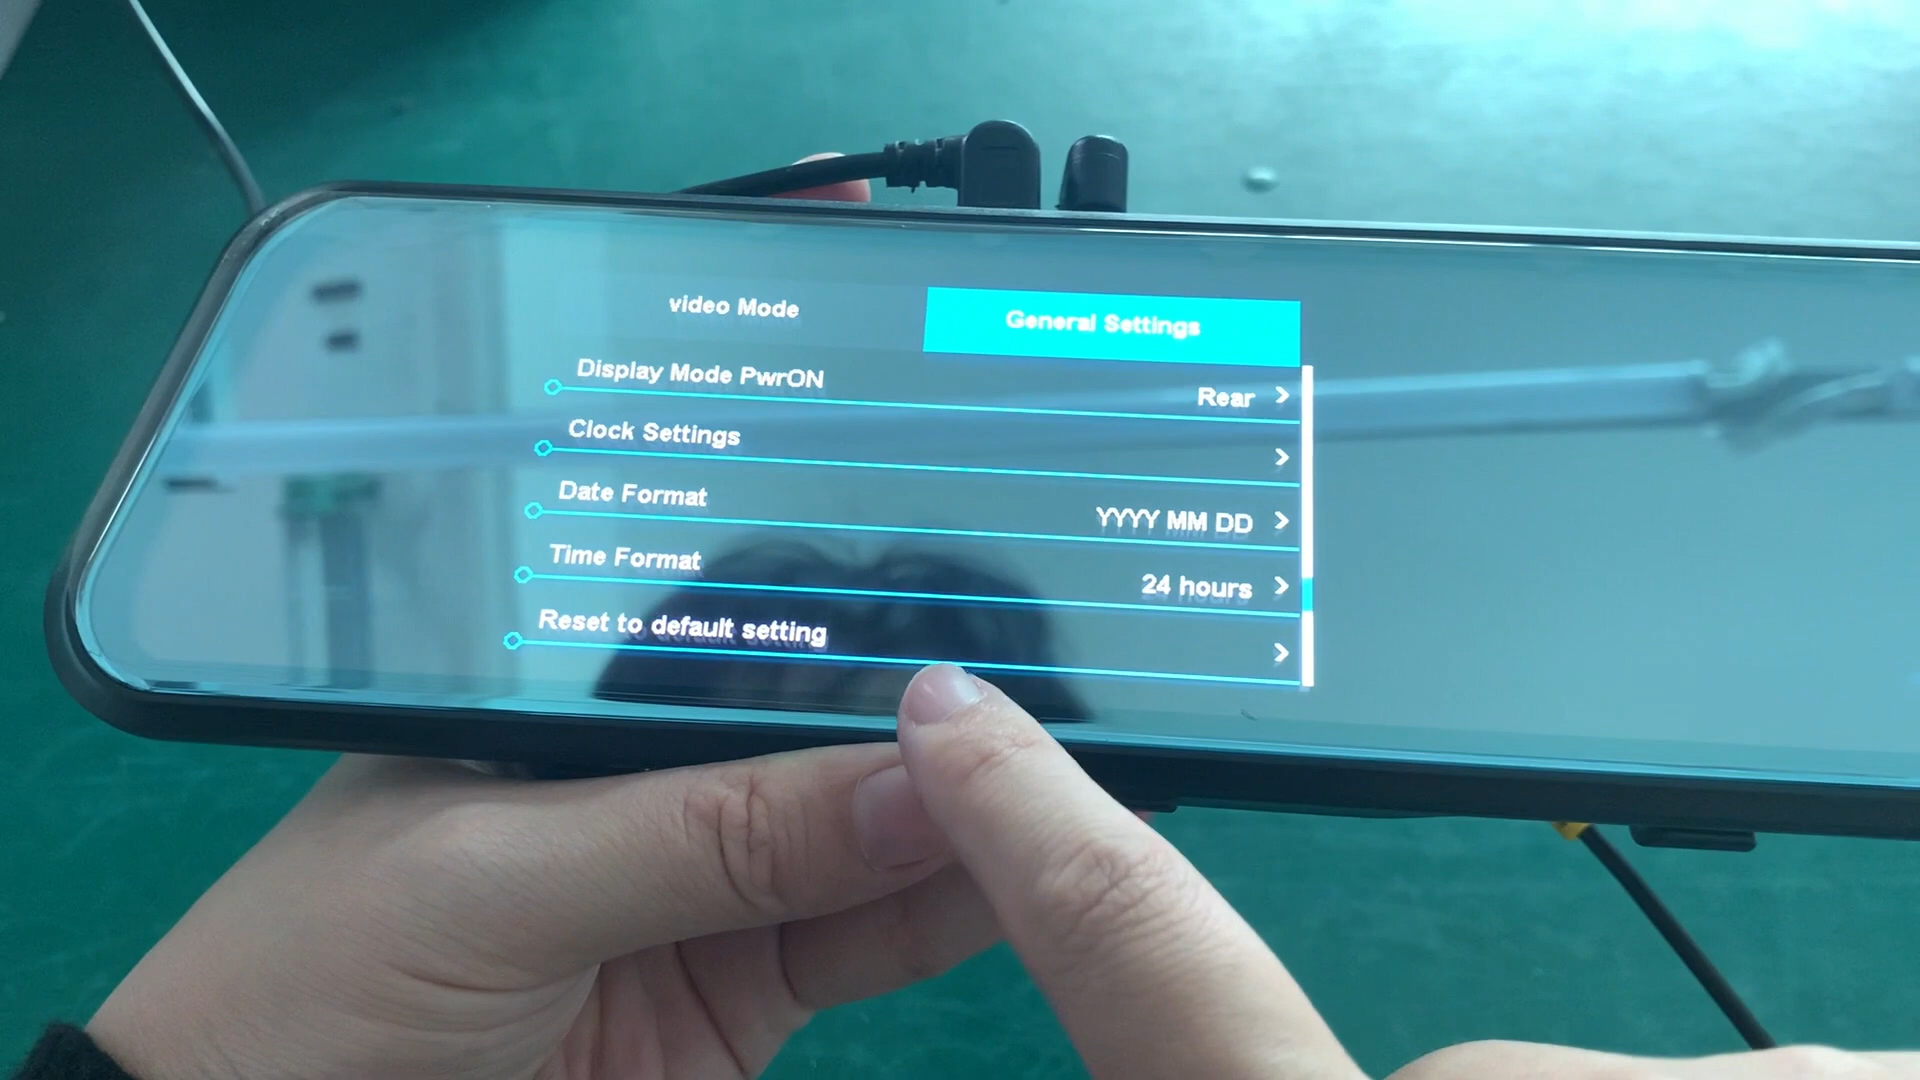 video Mode
General Settings
Display Mode PwrON
Rear
Clock Settings
Date Format
YYYY MM DD
Time Format
24 hours
Reset to default setting